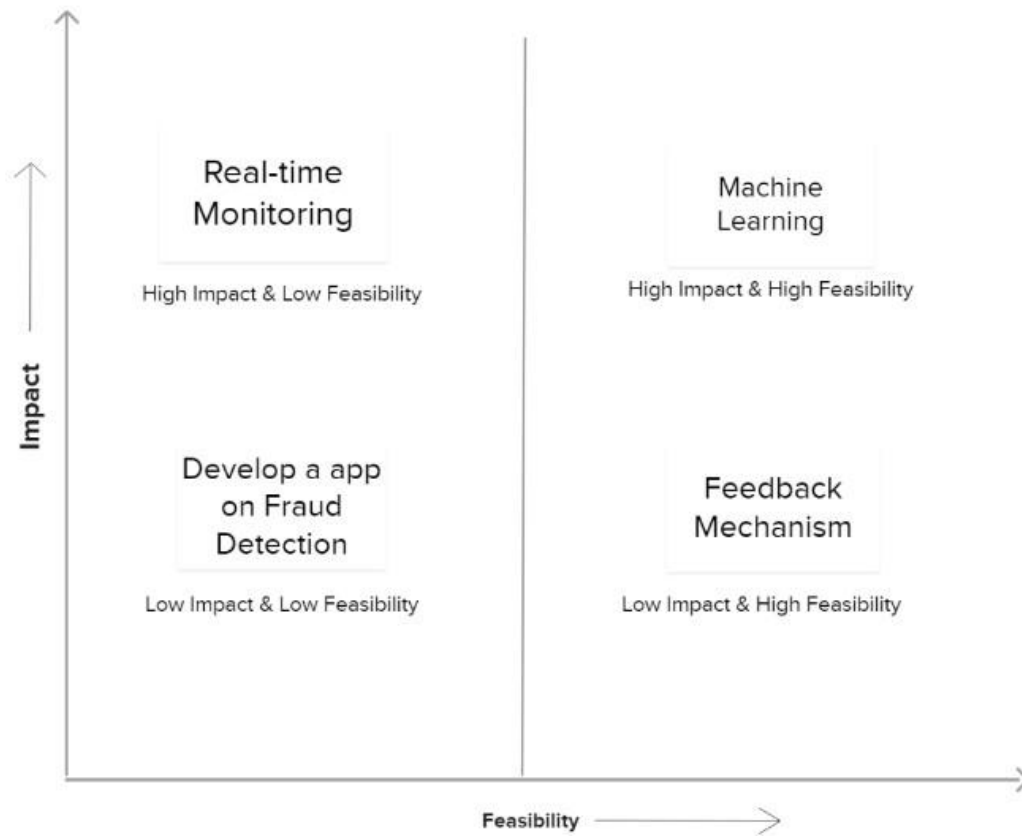 Real-time
Monitoring
High Impact & Low Feasibility
Machine
Learning
High Impact & High Feasibility
Impact
Develop a app
on Fraud
Detection
Low Impact & Low Feasibility
Feedback
Mechanism
Low Impact & High Feasibility
Feasibility